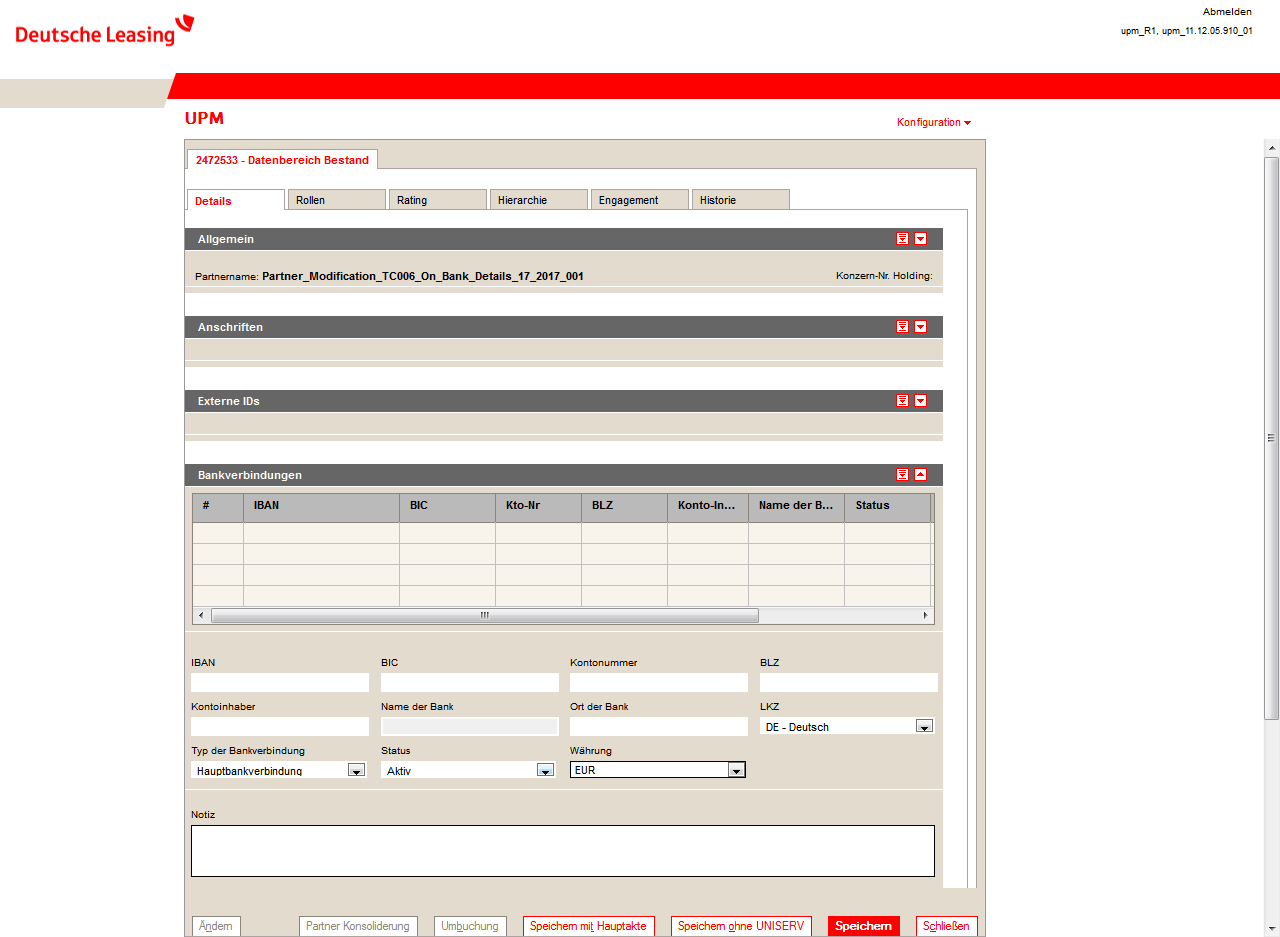 Deutsche Leasing
Abmelden
upm_R1, upm_11.12.05.910_01
UPM
Konfiguration
2472533 - Datenbereich Bestand
Details Rollen Rating Hierarchie Engagement Historie
Allgemein
Partnername: Partner_Modification_TC006_On_Bank_Details_17_2017_001 Konzern-Nr. Holding:
Anschriften
Externe IDs
Bankverbindungen
# IBAN BIC Kto-Nr BLZ Konto-In... Name der B... Status
IBAN BIC Kontonummer BLZ
Kontoinhaber Name der Bank Ort der Bank LKZ
DE - Deutsch
Typ der Bankverbindung Status Währung
Hauptbankverbindung Aktiv EUR
Notiz
Ändern Partner Konsolidierung Umbuchung Speichern mit Hauptakte Speichern ohne UNISERV Speichern Schließen